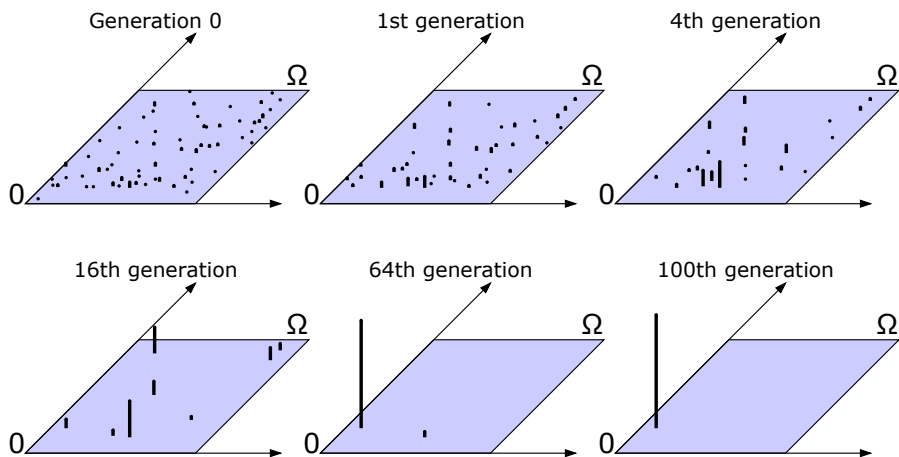 Generation 0
Ω
0
1st generation
Ω
0
4th generation
Ω
0
16th generation
Ω
0
64th generation
Ω
0
100th generation
Ω
0